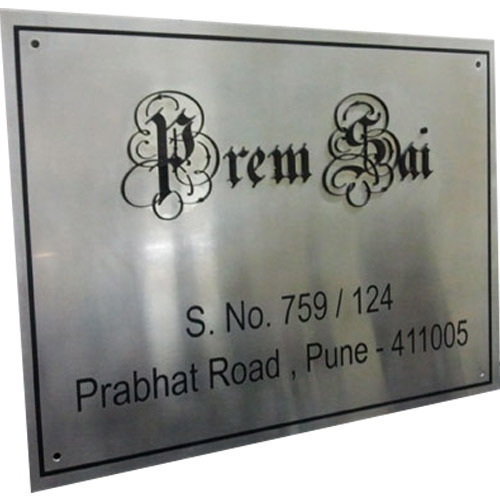 Prem Sai
S. No. 759 / 124
Prabhat Road , Pune - 411005